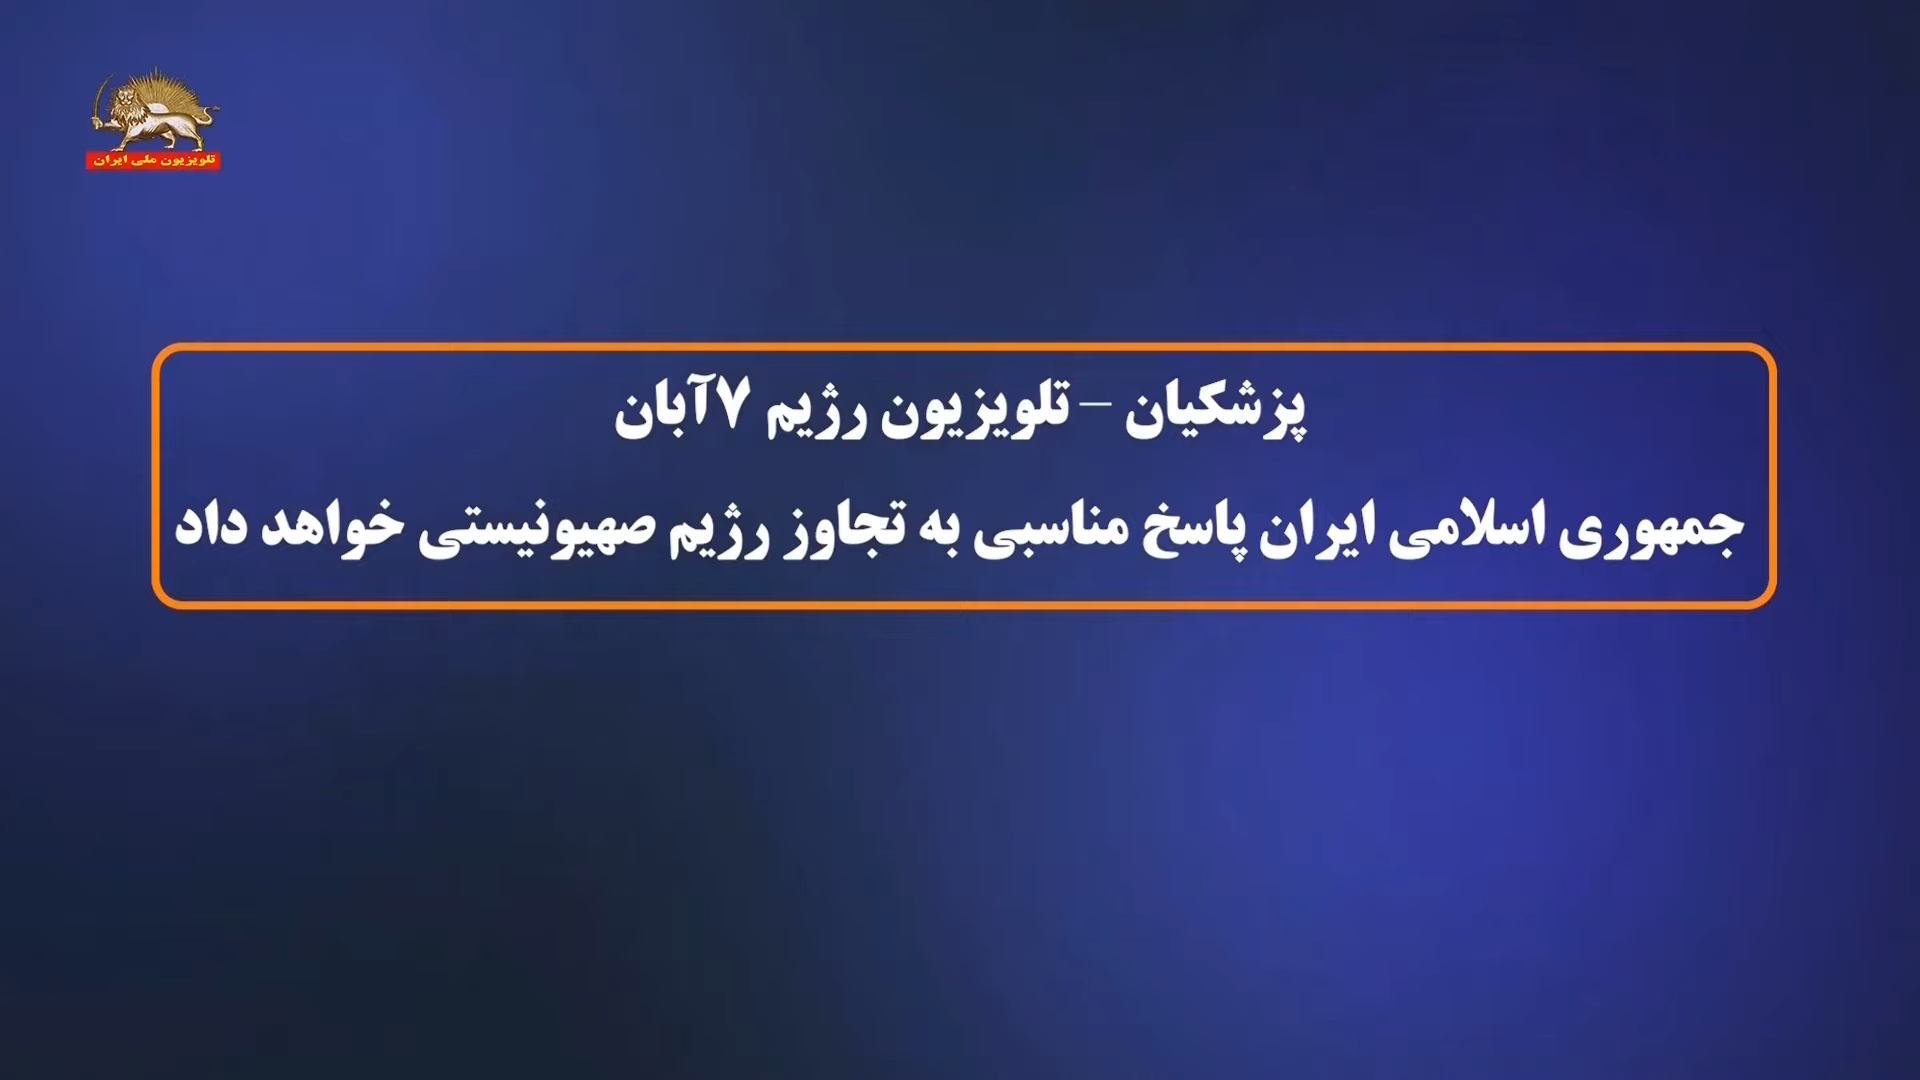 تلویزیون ملی ایران
پزشکیان – تلویزیون رژیم ۷آبان
جمهوری اسلامی ایران پاسخ مناسبی به تجاوز رژیم صهیونیستی خواهد داد